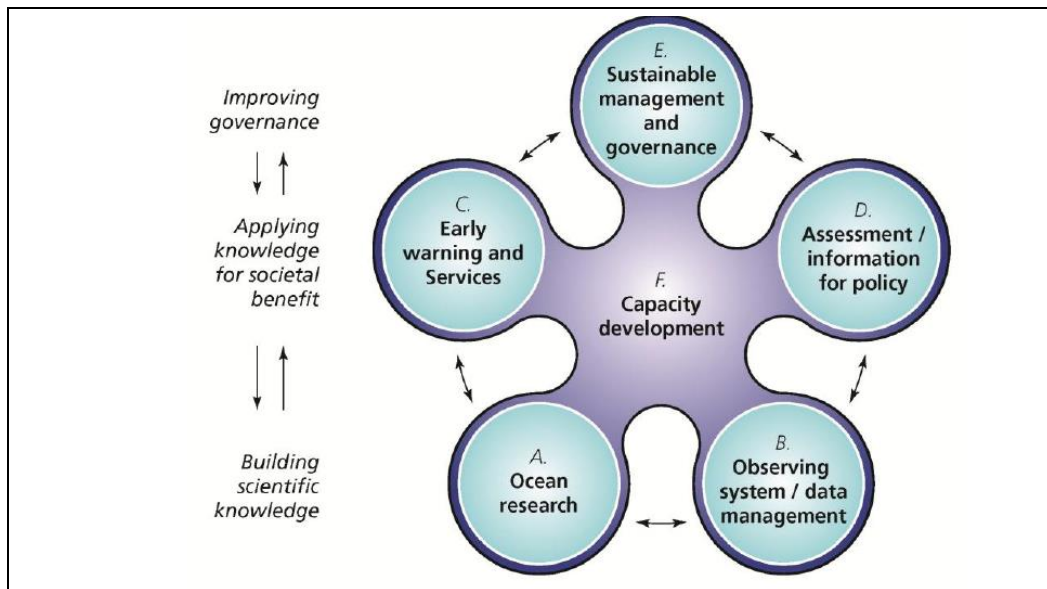 Improving
governance
Applying
knowledge
for societal
benefit
Building
scientific
knowledge
E.
Sustainable
management
and
governance
C.
Early
warning and
Services
D.
Assessment /
information
for policy
F.
Capacity
development
A.
Ocean
research
B.
Observing
system / data
management